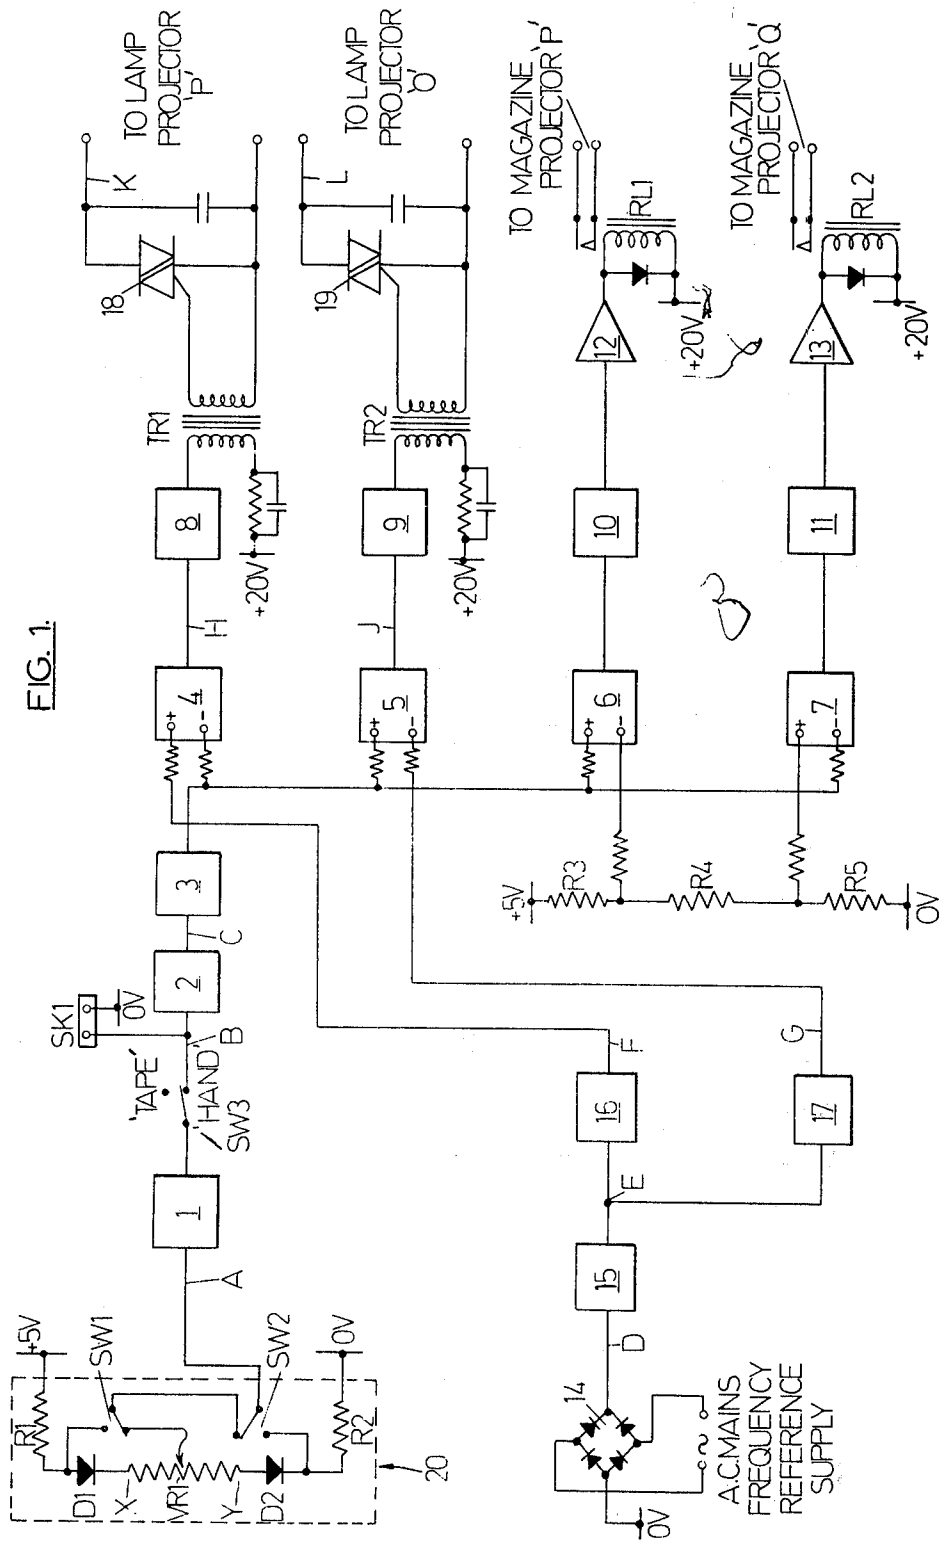 FIG. 1.
+5V
R1
SW1
D1
X
VR1
Y
D2
SW2
R2
0V
20
A
1
'TAPE'
'HAND'
SW3
SK1
0V
B
2
C
3
+
-
4
H
8
+20V
TR1
18
K
TO LAMP
PROJECTOR
'P'
+
-
5
J
9
+20V
TR2
19
L
TO LAMP
PROJECTOR
'O'
+5V
R3
R4
R5
0V
+
-
6
10
12
+20V
RL1
TO MAGAZINE
PROJECTOR 'P'
+
-
7
11
13
+20V
RL2
TO MAGAZINE
PROJECTOR 'Q'
14
0V
D
15
E
16
F
17
G
A.C.MAINS
FREQUENCY
REFERENCE
SUPPLY